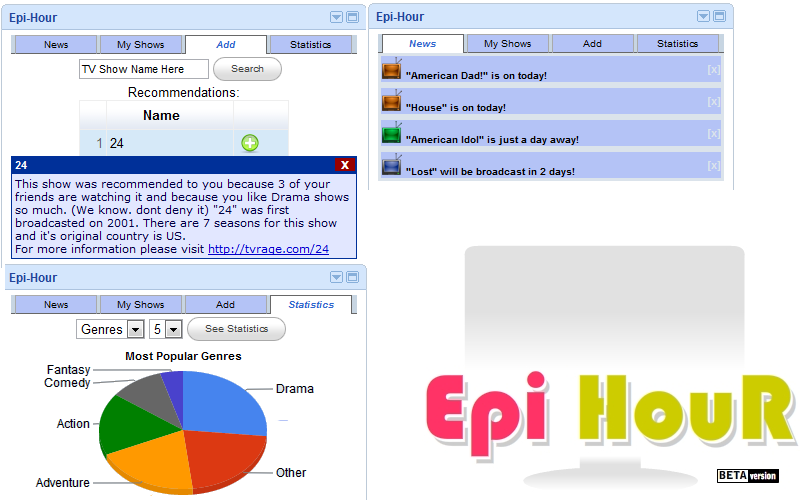 Epi-Hour
News My Shows Add Statistics
TV Show Name Here Search
Recommendations:
Name
1 24
24 X
This show was recommended to you because 3 of your
friends are watching it and because you like Drama shows
so much. (We know. dont deny it) "24" was first
broadcasted on 2001. There are 7 seasons for this show
and it's original country is US.
For more information please visit http://tvrage.com/24
Epi-Hour
News My Shows Add Statistics
"American Dad!" is on today! [x]
"House" is on today! [x]
"American Idol" is just a day away! [x]
"Lost" will be broadcast in 2 days! [x]
Epi-Hour
News My Shows Add Statistics
Genres 5 See Statistics
Most Popular Genres
Fantasy
Comedy
Drama
Action
Other
Adventure
Epi HouR
BETA version